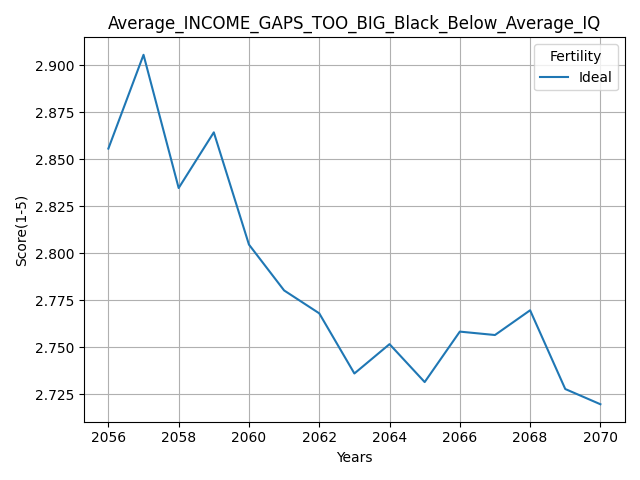 Average_INCOME_GAPS_TOO_BIG_Black_Below_Average_IQ
Fertility
Ideal
2.900
2.875
2.850
2.825
2.800
2.775
2.750
2.725
Score(1-5)
2056 2058 2060 2062 2064 2066 2068 2070
Years